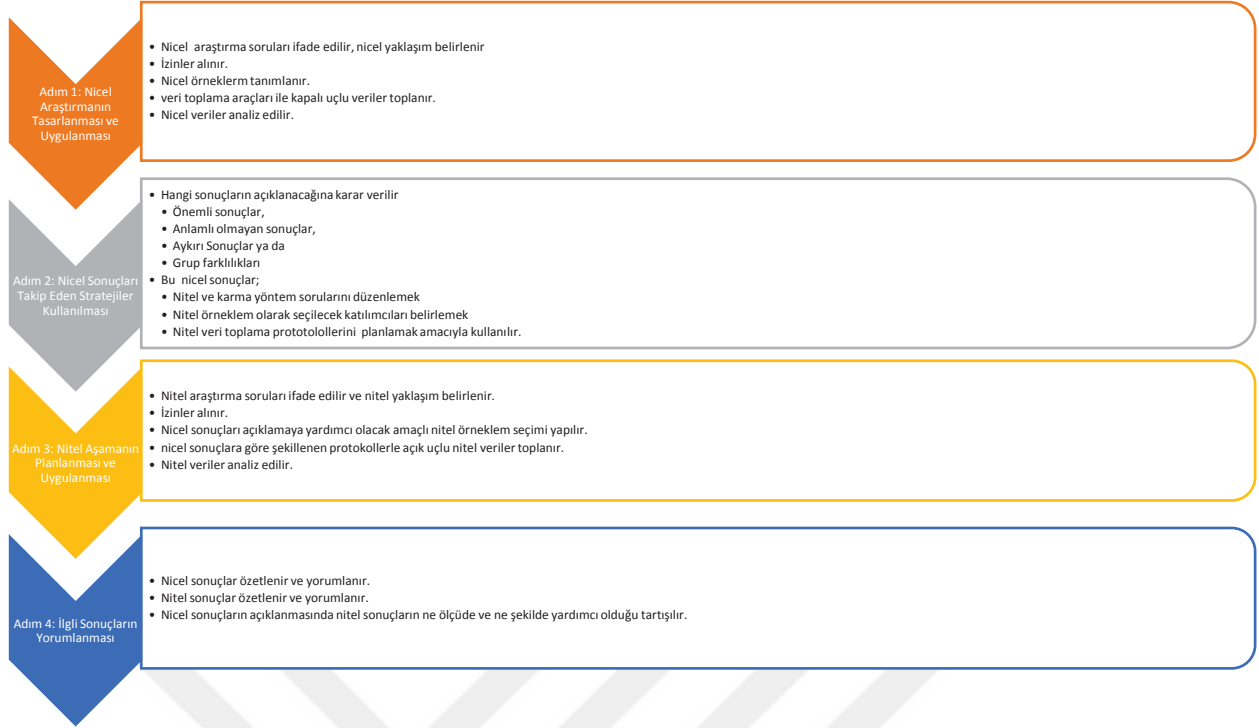 Adım 1: Nicel
Araştırmanın
Tasarlanması ve
Uygulanması
• Nicel araştırma soruları ifade edilir, nicel yaklaşım belirlenir
• İzinler alınır.
• Nicel örneklerm tanımlanır.
• veri toplama araçları ile kapalı uçlu veriler toplanır.
• Nicel veriler analiz edilir.
Adım 2: Nicel Sonuçları
Takip Eden Stratejiler
Kullanılması
• Hangi sonuçların açıklanacağına karar verilir
• Önemli sonuçlar,
• Anlamlı olmayan sonuçlar,
• Aykırı Sonuçlar ya da
• Grup farklılıkları
• Bu nicel sonuçlar;
• Nitel ve karma yöntem sorularını düzenlemek
• Nitel örneklem olarak seçilecek katılımcıları belirlemek
• Nitel veri toplama prototolollerini planlamak amacıyla kullanılır.
Adım 3: Nitel Aşamanın
Planlanması ve
Uygulanması
• Nitel araştırma soruları ifade edilir ve nitel yaklaşım belirlenir.
• İzinler alınır.
• Nicel sonuçları açıklamaya yardımcı olacak amaçlı nitel örneklem seçimi yapılır.
• nicel sonuçlara göre şekillenen protokollerle açık uçlu nitel veriler toplanır.
• Nitel veriler analiz edilir.
Adım 4: İlgli Sonuçların
Yorumlanması
• Nicel sonuçlar özetlenir ve yorumlanır.
• Nitel sonuçlar özetlenir ve yorumlanır.
• Nicel sonuçların açıklanmasında nitel sonuçların ne ölçüde ve ne şekilde yardımcı olduğu tartışılır.